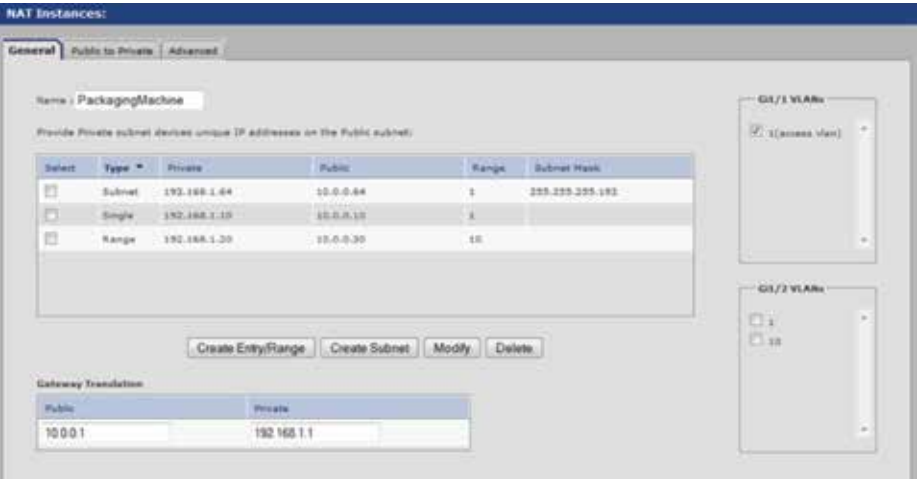 NAT Instances:
General Public to Private Advanced
Name : PackagingMachine
Provide Private subnet devices unique IP addresses on the Public subnet:
Select Type Private Public Range Subnet Mask
Subnet 192.168.1.64 10.0.0.64 1 255.255.255.192
Single 192.168.1.10 10.0.0.10 1
Range 192.168.1.20 10.0.0.20 10
Create Entry/Range Create Subnet Modify Delete
Gateway Translation
Public Private
10.0.0.1 192.168.1.1
Gi1/1 VLANs
1(access vlan)
Gi1/2 VLANs
1
10